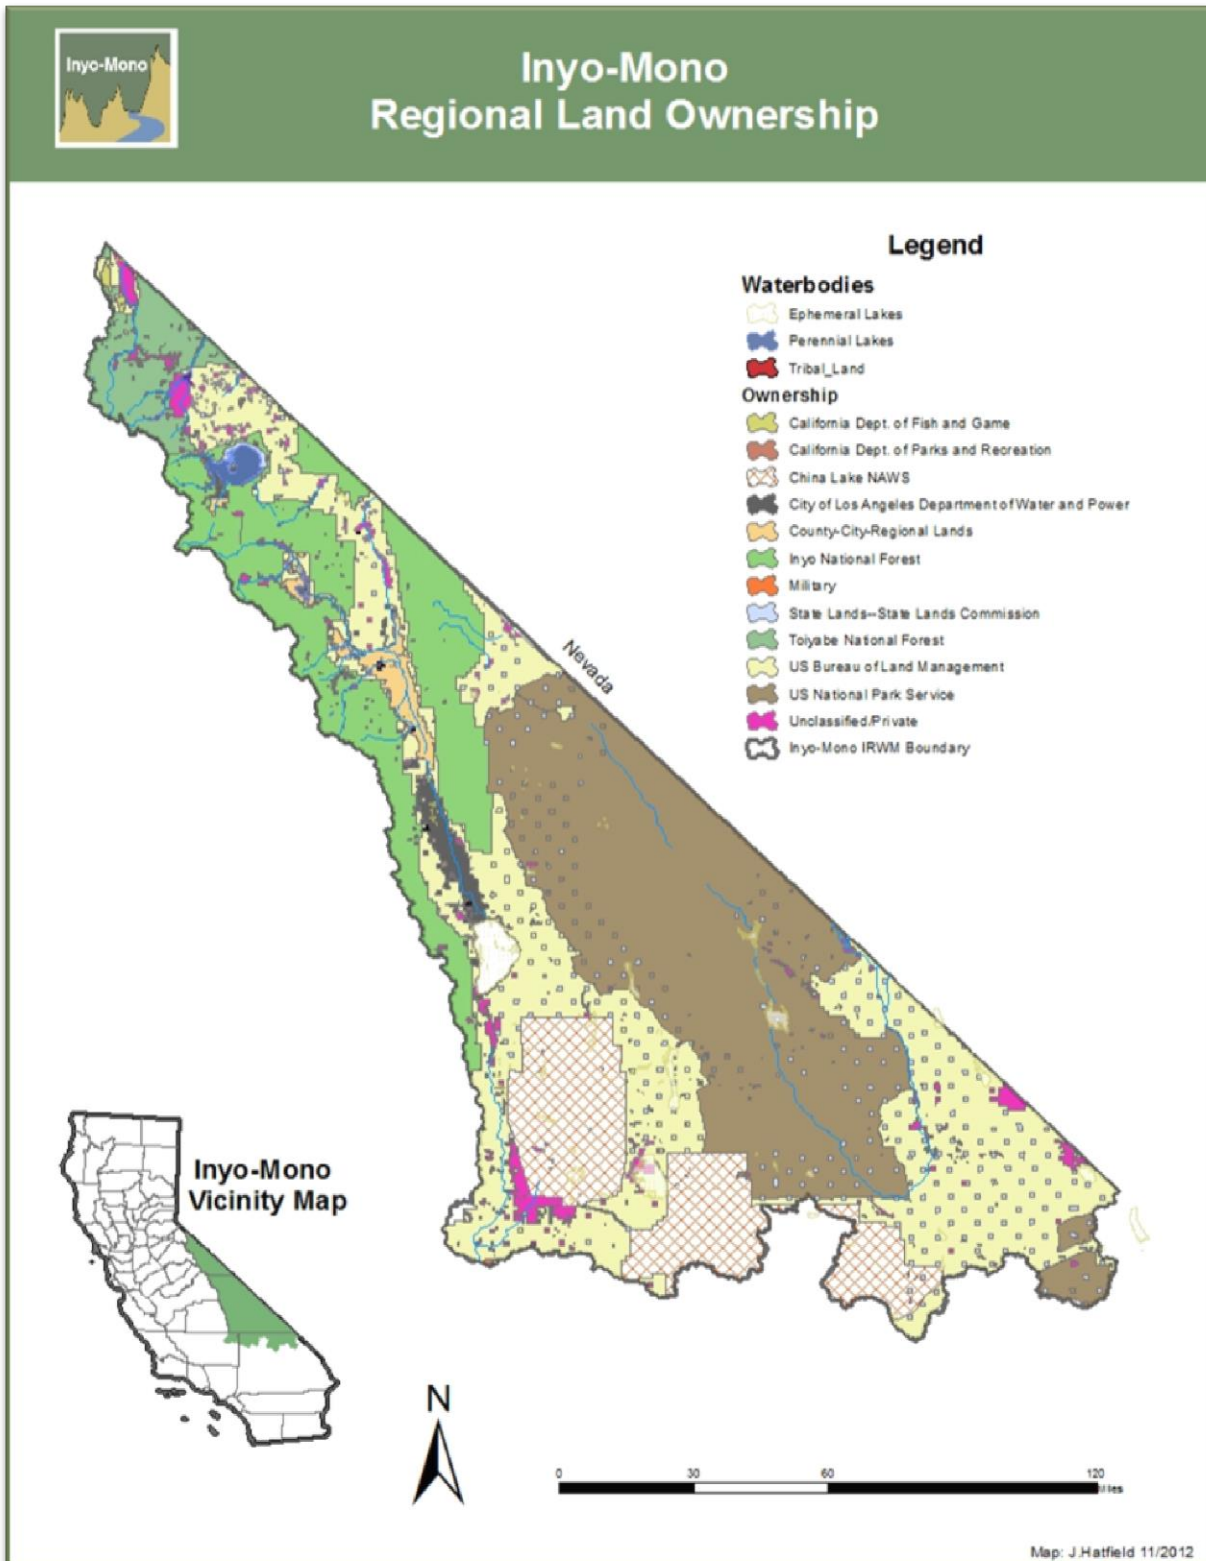 Inyo-Mono
Inyo-Mono
Regional Land Ownership
Legend
Waterbodies
Ephemeral Lakes
Perennial Lakes
Tribal_Land
Ownership
California Dept. of Fish and Game
California Dept. of Parks and Recreation
China Lake NAWS
City of Los Angeles Department of Water and Power
County-City-Regional Lands
Inyo National Forest
Military
State Lands--State Lands Commission
Toiyabe National Forest
US Bureau of Land Management
US National Park Service
Unclassified/Private
Inyo-Mono IRWM Boundary
Nevada
Inyo-Mono
Vicinity Map
N
0 30 60 120
Miles
Map: J.Hatfield 11/2012